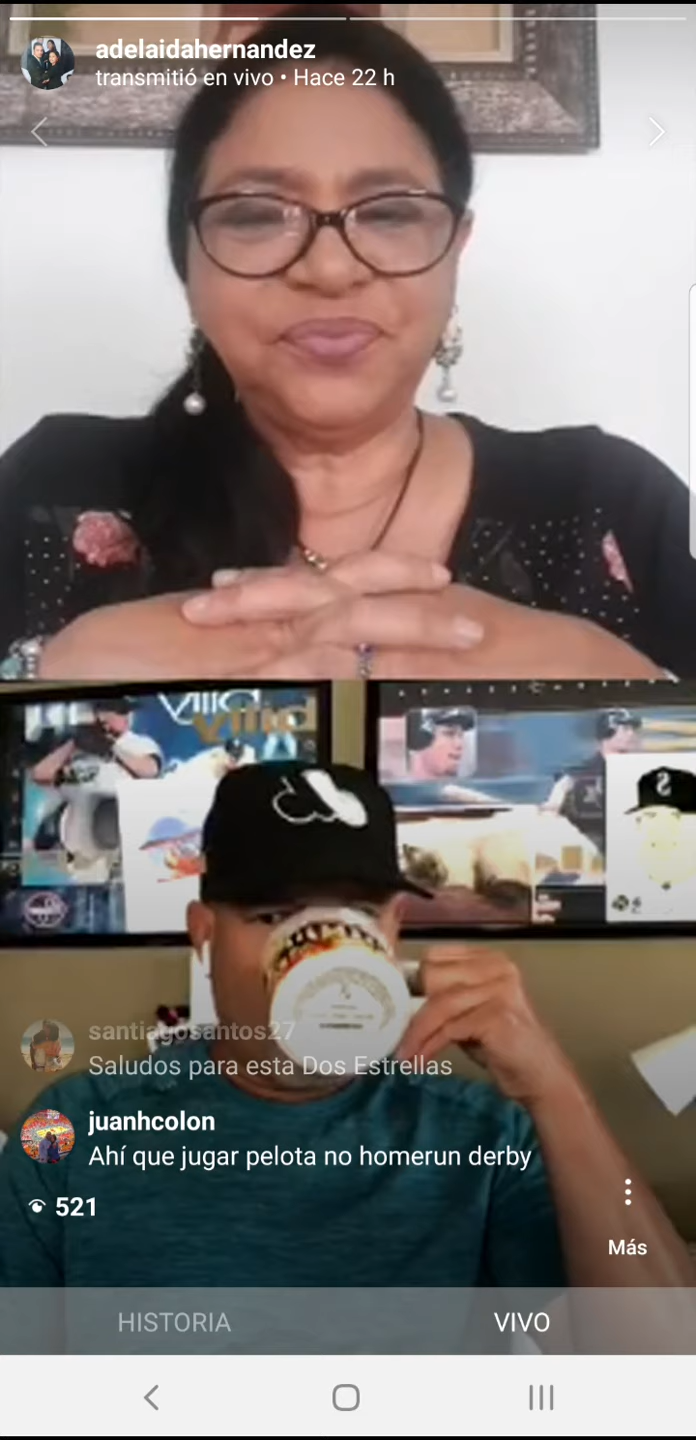 adelaidahernandez
transmitió en vivo • Hace 22 h
santiagosantos27
Saludos para esta Dos Estrellas
juanhcolon
Ahí que jugar pelota no homerun derby
521
Más
HISTORIA
VIVO